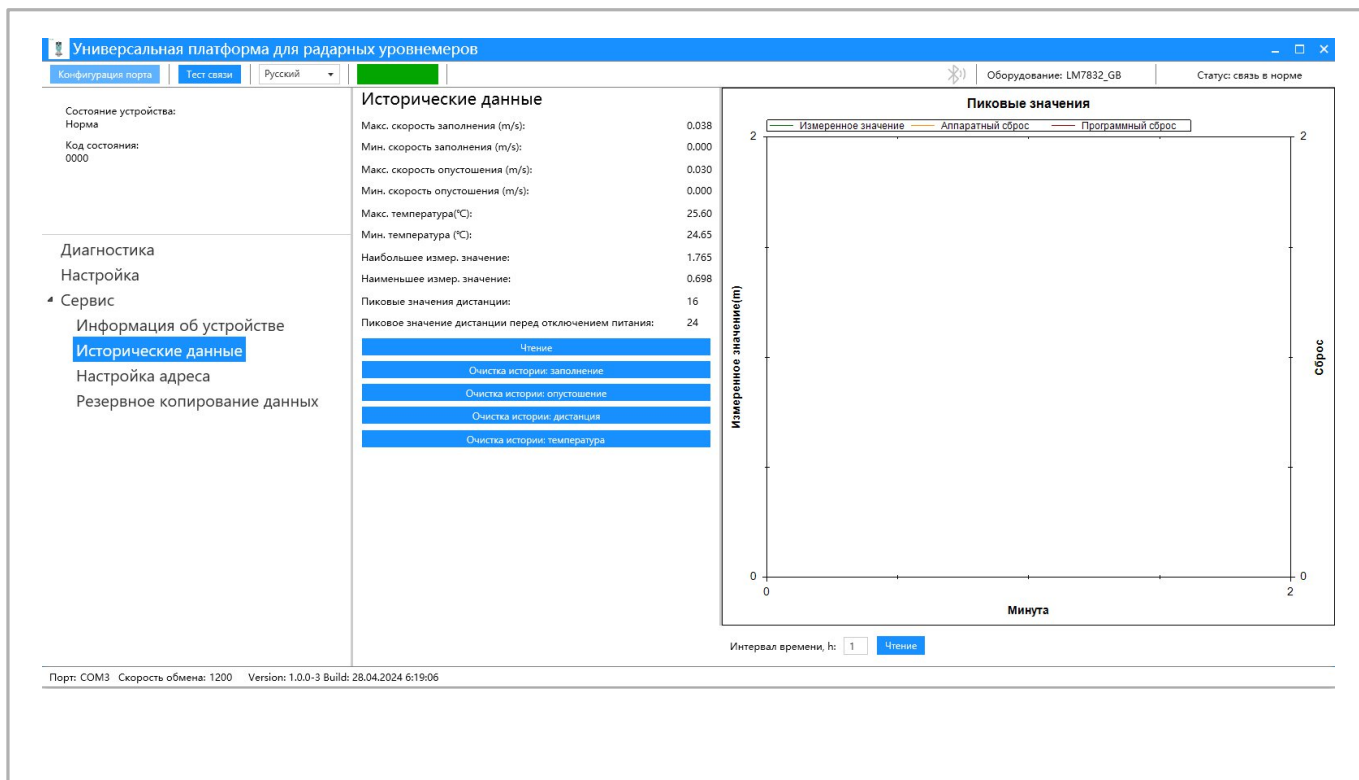 Универсальная платформа для радарных уровнемеров
Конфигурация порта Тест связи Русский Оборудование: LM7832_GB Статус: связь в норме
Состояние устройства:
Норма
Код состояния:
0000
Диагностика
Настройка
Сервис
Информация об устройстве
Исторические данные
Настройка адреса
Резервное копирование данных
Исторические данные
Макс. скорость заполнения (m/s): 0.038
Мин. скорость заполнения (m/s): 0.000
Макс. скорость опустошения (m/s): 0.030
Мин. скорость опустошения (m/s): 0.000
Макс. температура(℃): 25.60
Мин. температура (℃): 24.65
Наибольшее измер. значение: 1.765
Наименьшее измер. значение: 0.698
Пиковые значения дистанции: 16
Пиковое значение дистанции перед отключением питания: 24
Чтение
Очистка истории: заполнение
Очистка истории: опустошение
Очистка истории: дистанция
Очистка истории: температура
Пиковые значения
Измеренное значение Аппаратный сброс Программный сброс
2 2
Измеренное значение(m)
Сброс
0 0
0 2
Минута
Интервал времени, h: 1 Чтение
Порт: COM3 Скорость обмена: 1200 Version: 1.0.0-3 Build: 28.04.2024 6:19:06